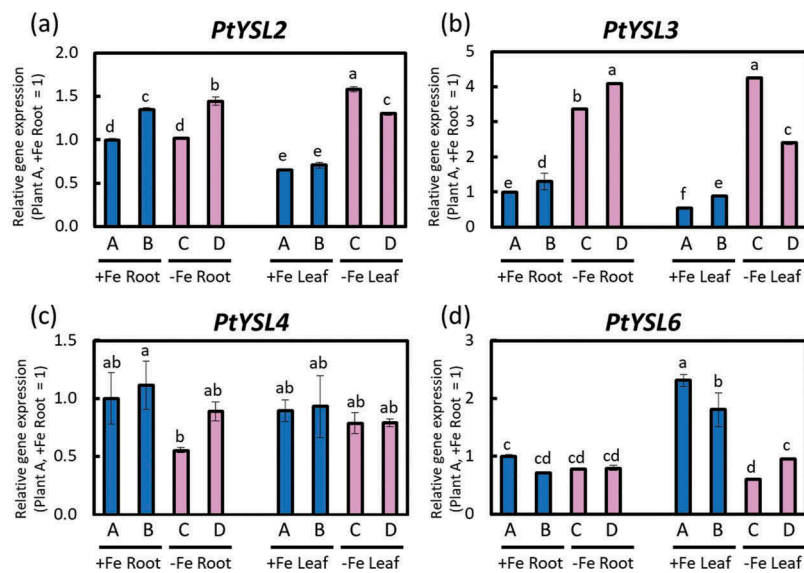 (a) PtYSL2
Relative gene expression
(Plant A, +Fe Root = 1)
2.0
1.5
1.0
0.5
0.0
d c d b e e a c
A B C D A B C D
+Fe Root -Fe Root +Fe Leaf -Fe Leaf
(b) PtYSL3
Relative gene expression
(Plant A, +Fe Root = 1)
5
4
3
2
1
0
e d b a f e a c
A B C D A B C D
+Fe Root -Fe Root +Fe Leaf -Fe Leaf
(c) PtYSL4
Relative gene expression
(Plant A, +Fe Root = 1)
1.5
1.0
0.5
0.0
ab a b ab ab ab ab ab
A B C D A B C D
+Fe Root -Fe Root +Fe Leaf -Fe Leaf
(d) PtYSL6
Relative gene expression
(Plant A, +Fe Root = 1)
3
2
1
0
c cd cd cd a b d c
A B C D A B C D
+Fe Root -Fe Root +Fe Leaf -Fe Leaf